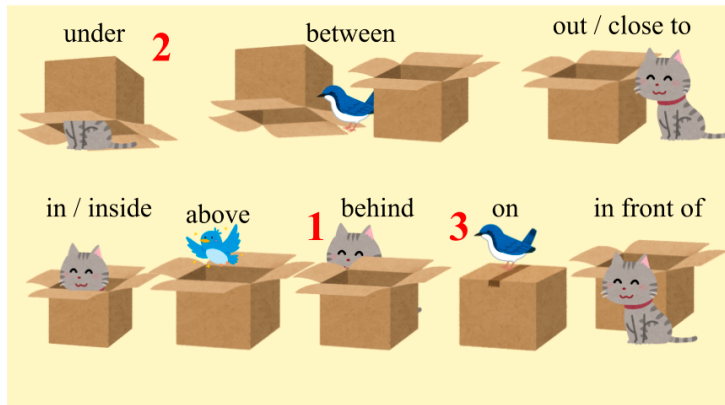 under
2
between
out / close to
in / inside
above
1
behind
3
on
in front of